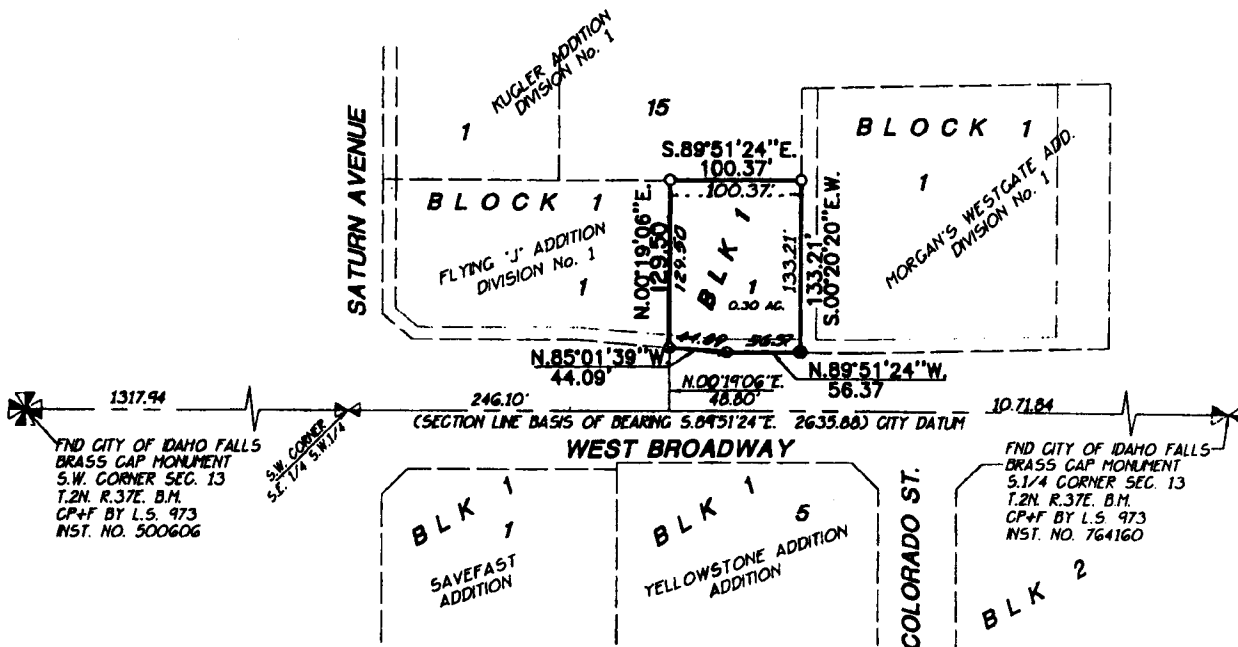 KUGLER ADDITION
DIVISION No. 1
1
15
SATURN AVENUE
S.89°51'24"E.
100.37'
100.37'
BLOCK 1
1
MORGAN'S WESTGATE ADD.
DIVISION No. 1
BLOCK 1
FLYING "J" ADDITION
DIVISION No. 1
1
N.00°19'06"E.
129.50
129.50
BLK 1
1
0.30 AC.
133.21'
133.21'
S.00°20'20"E.W.
44.09
56.37
N.85°01'39"W.
44.09'
N.89°51'24"W.
56.37
N.00°19'06"E.
48.80'
1317.94
246.10'
10.71.84
(SECTION LINE BASIS OF BEARING S.89°51'24"E. 2635.88) CITY DATUM
WEST BROADWAY
FND CITY OF IDAHO FALLS
BRASS CAP MONUMENT
S.W. CORNER SEC. 13
T.2N. R.37E. B.M.
CP+F BY L.S. 973
INST. NO. 500606
S.W. CORNER
S.E. 1/4 S.W.1/4
FND CITY OF IDAHO FALLS
BRASS CAP MONUMENT
S.1/4 CORNER SEC. 13
T.2N. R.37E. B.M.
CP+F BY L.S. 973
INST. NO. 764160
BLK 1
1
SAVEFAST
ADDITION
BLK 1
5
YELLOWSTONE ADDITION
ADDITION
COLORADO ST.
BLK 2